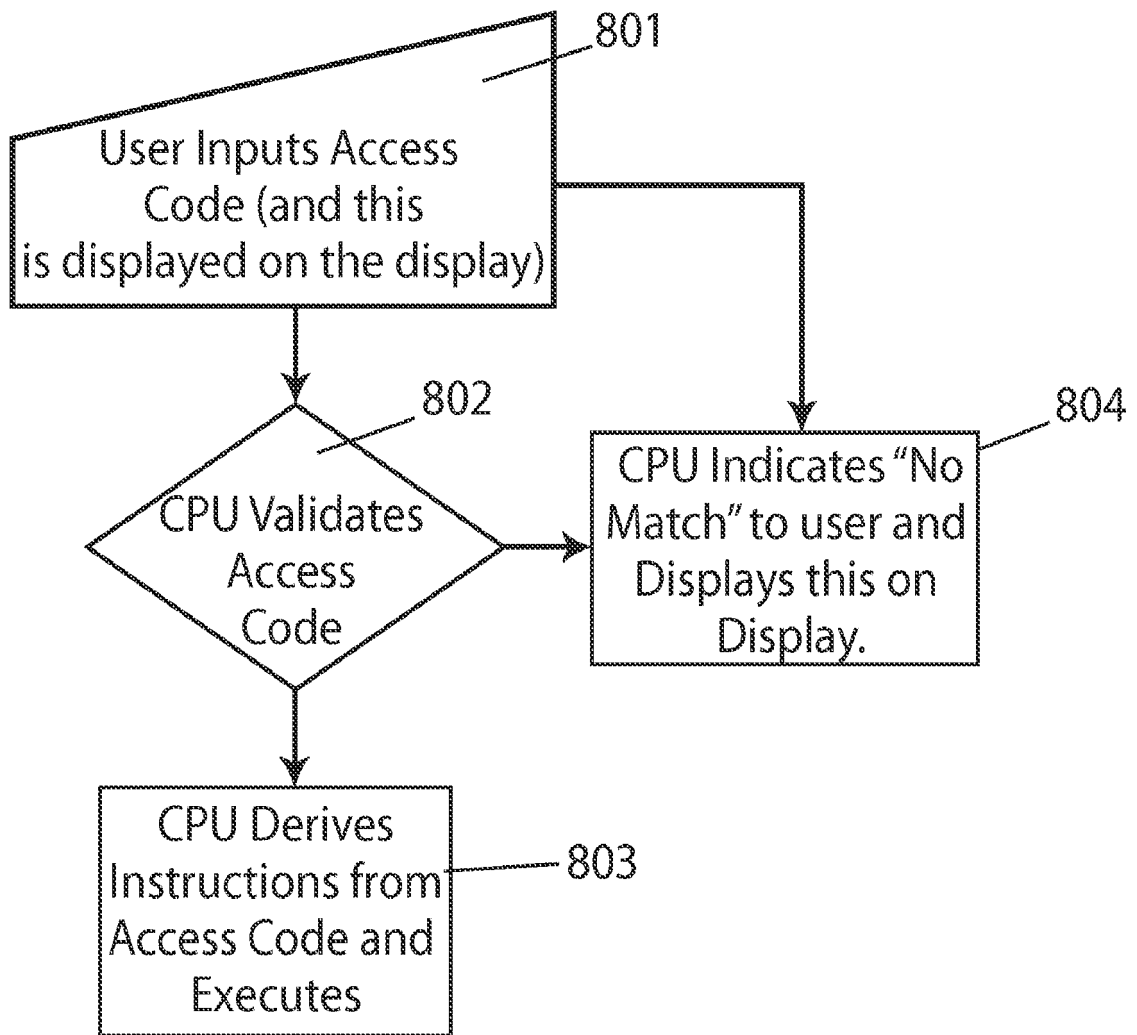 801
User Inputs Access
Code (and this
is displayed on the display)
802
CPU Validates
Access
Code
804
CPU Indicates “No
Match” to user and
Displays this on
Display.
CPU Derives
Instructions from
Access Code and
Executes
803